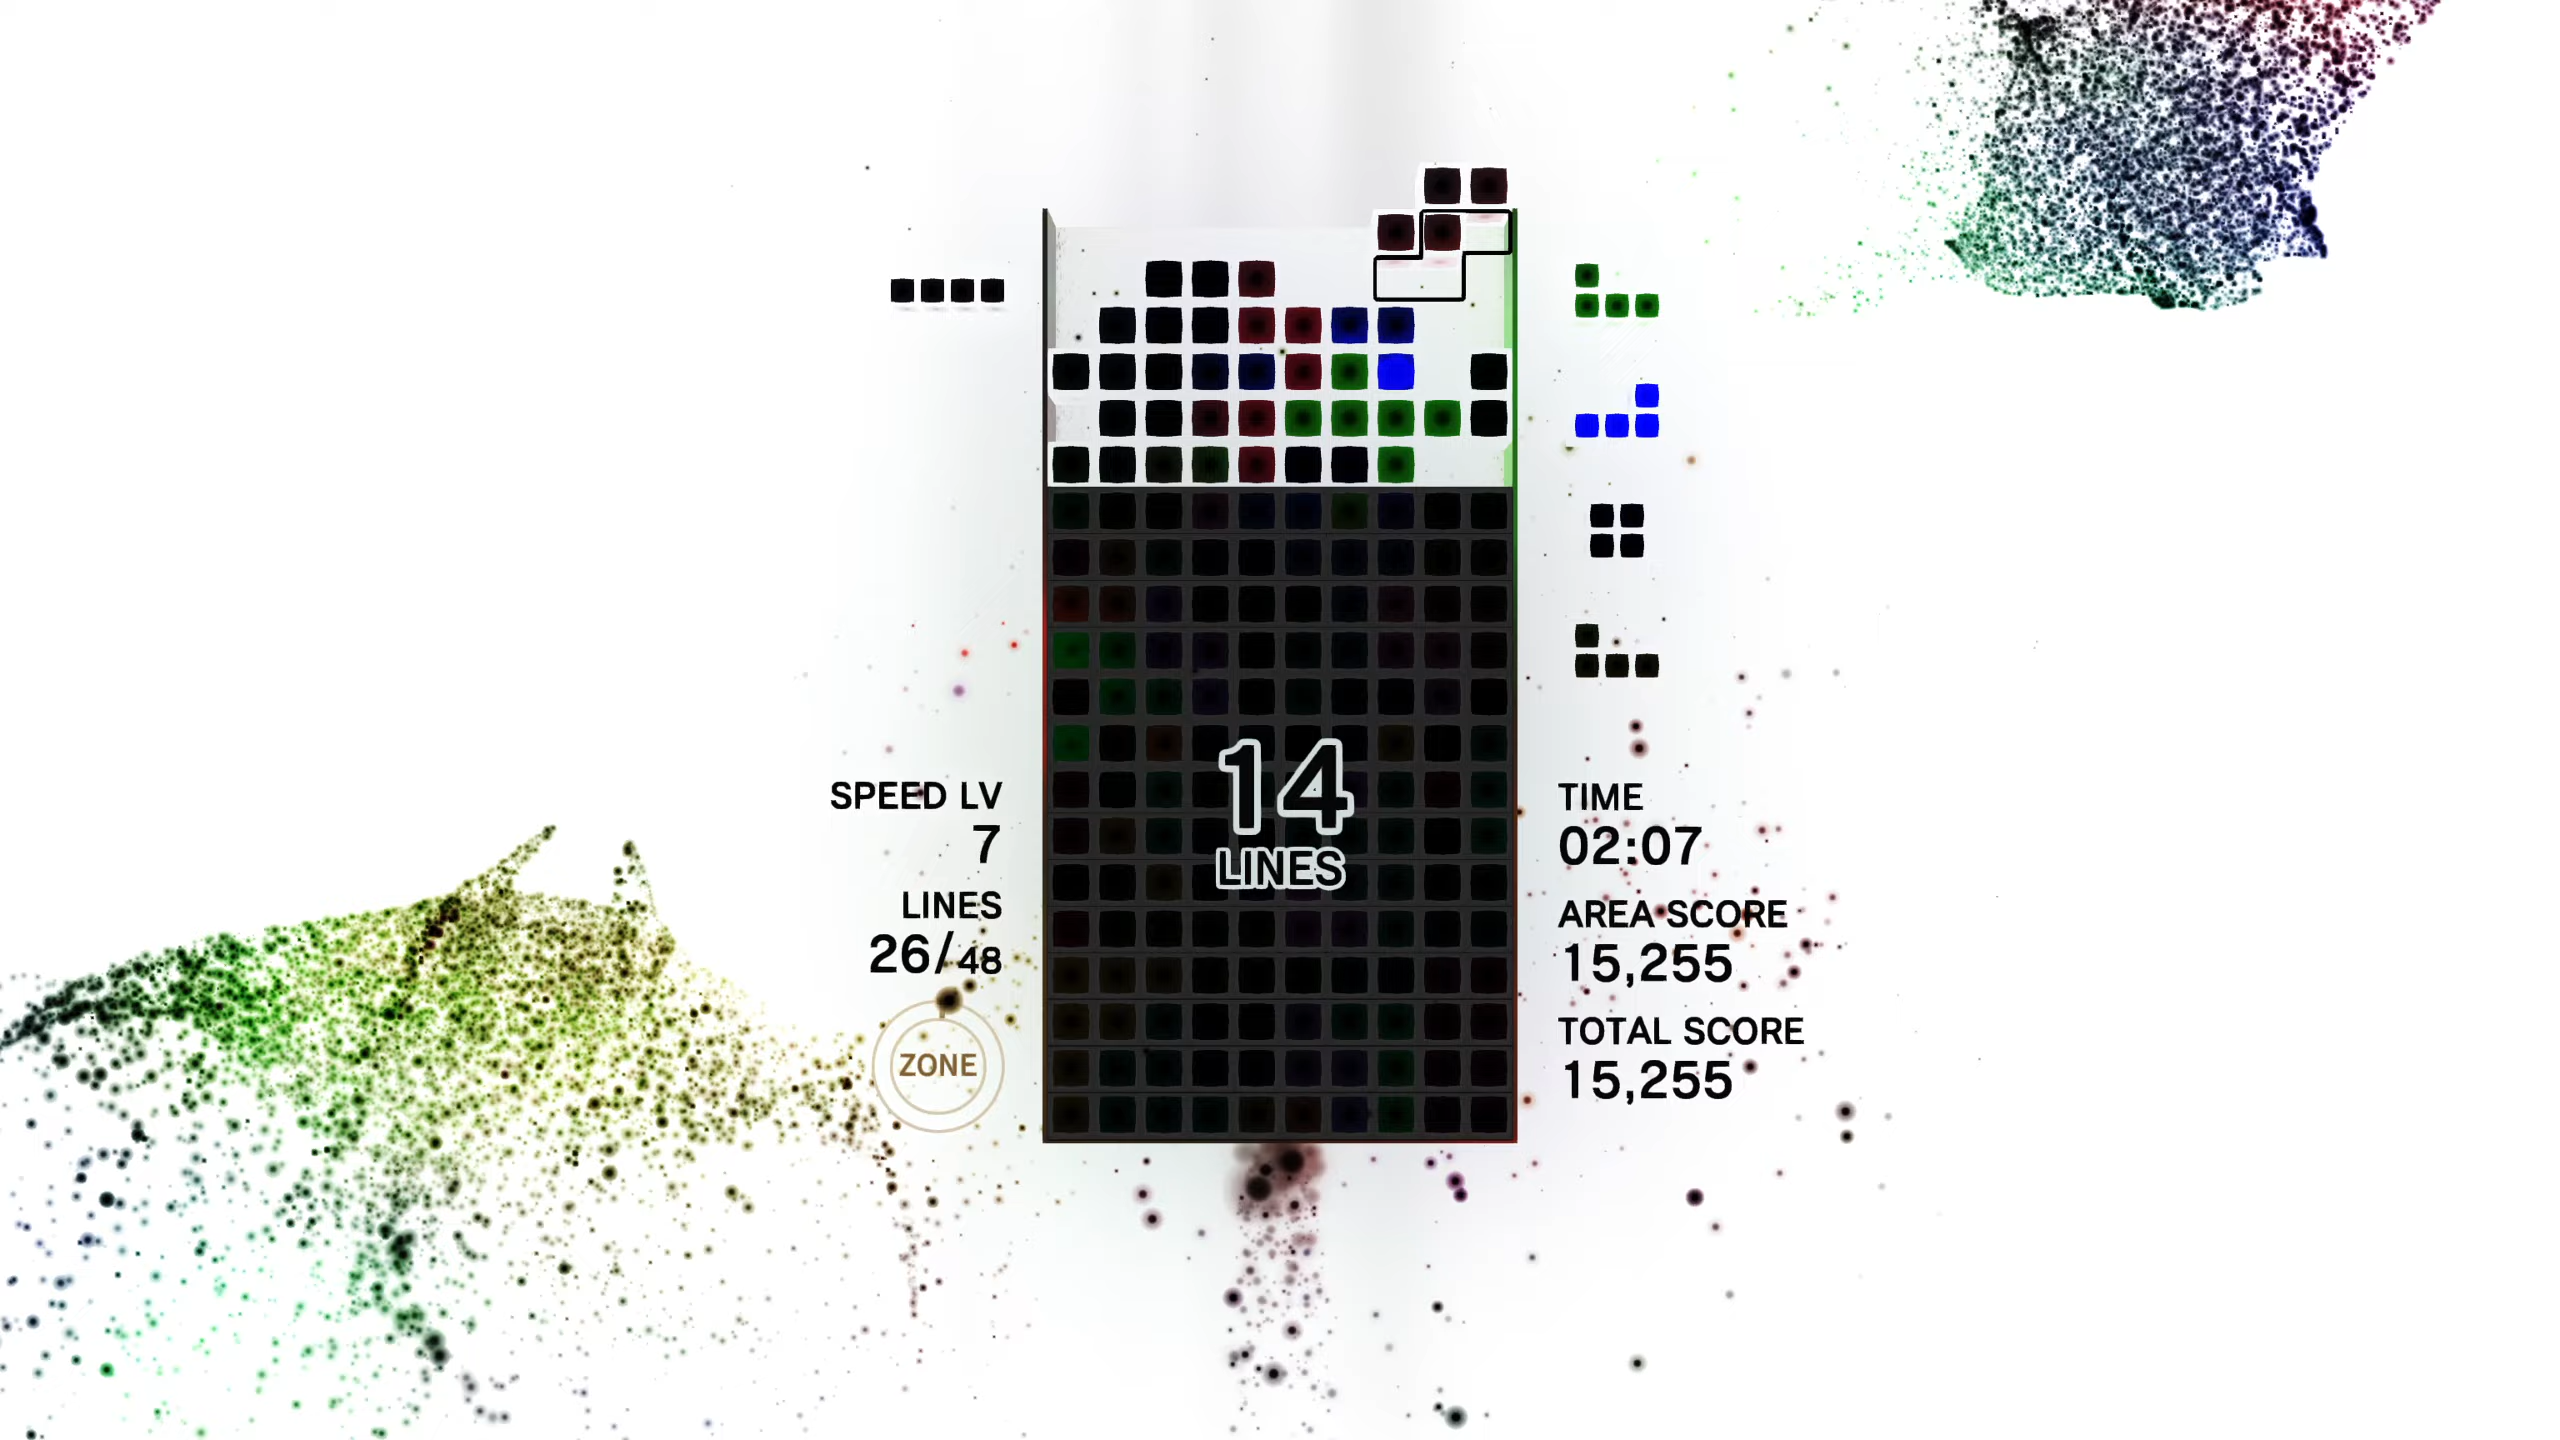 SPEED LV
7
LINES
26/48
ZONE
14
LINES
TIME
02:07
AREA SCORE
15,255
TOTAL SCORE
15,255